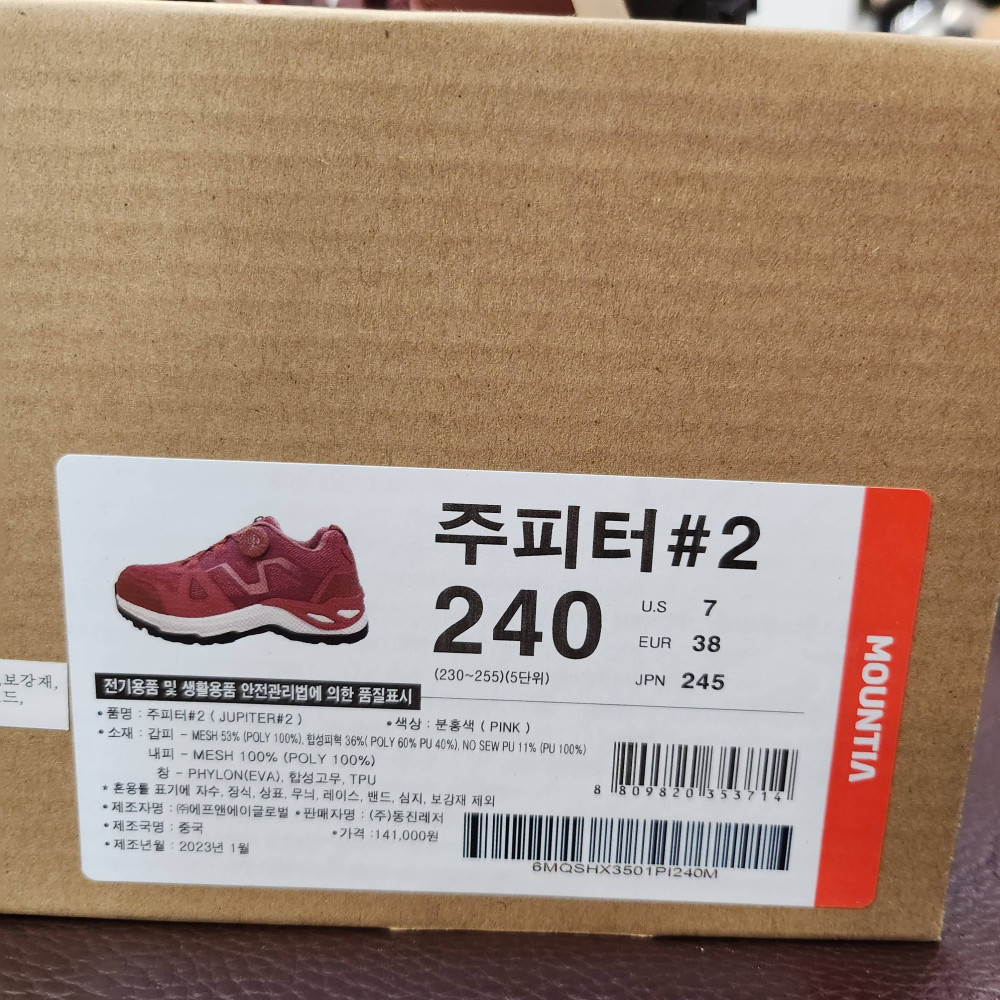 주피터#2
240
U.S 7
EUR 38
JPN 245
(230~255)(5단위)
MOUNTIA
보강재,
드,
전기용품 및 생활용품 안전관리법에 의한 품질표시
• 품명 : 주피터#2 ( JUPITER#2 ) • 색상 : 분홍색 ( PINK )
• 소재 : 갑피 - MESH 53% (POLY 100%), 합성피혁 36%( POLY 60% PU 40%), NO SEW PU 11% (PU 100%)
내피 - MESH 100% (POLY 100%)
창 - PHYLON(EVA), 합성고무, TPU
* 혼용률 표기에 자수, 장식, 상표, 무늬, 레이스, 밴드, 심지, 보강재 제외
• 제조자명 : ㈜에프앤에이글로벌 • 판매자명 : (주)동진레저
• 제조국명 : 중국 • 가격 :141,000원
• 제조년월 : 2023년 1월
8 809820 353714
6MQSHX3501PI240M